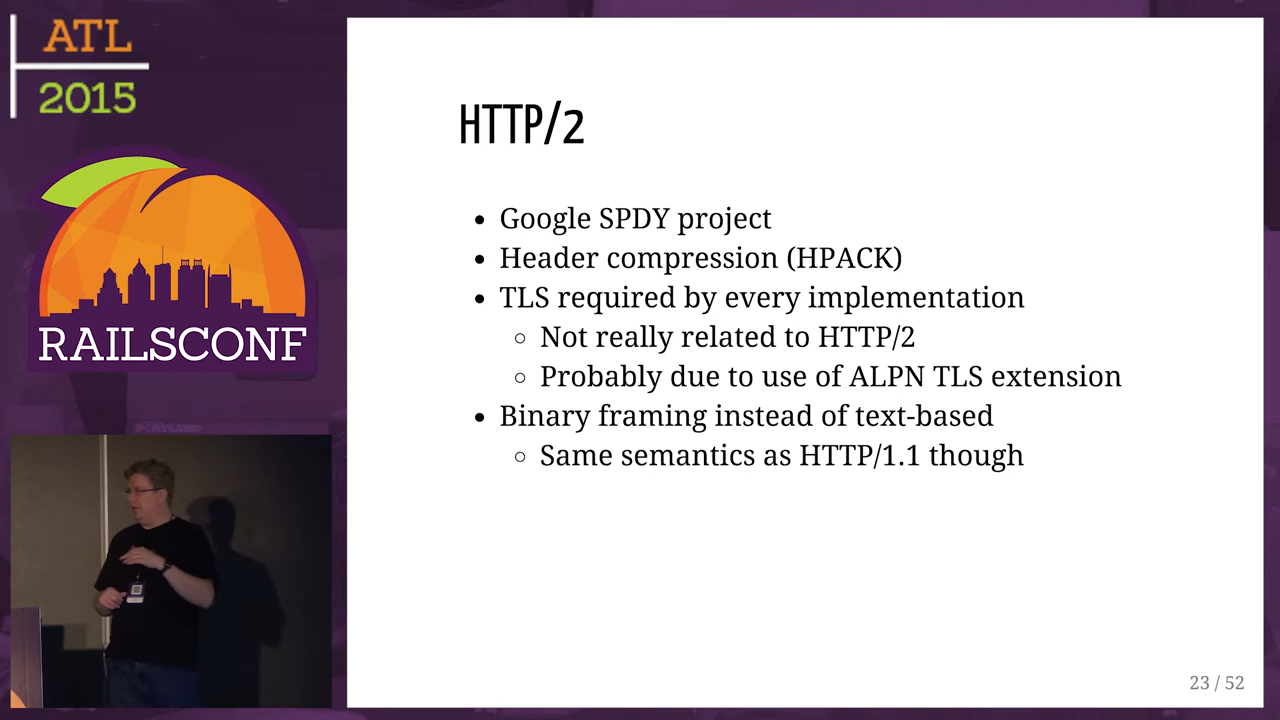 ATL
2015
RAILSCONF
HTTP/2
• Google SPDY project
• Header compression (HPACK)
• TLS required by every implementation
○ Not really related to HTTP/2
○ Probably due to use of ALPN TLS extension
• Binary framing instead of text-based
○ Same semantics as HTTP/1.1 though
23 / 52